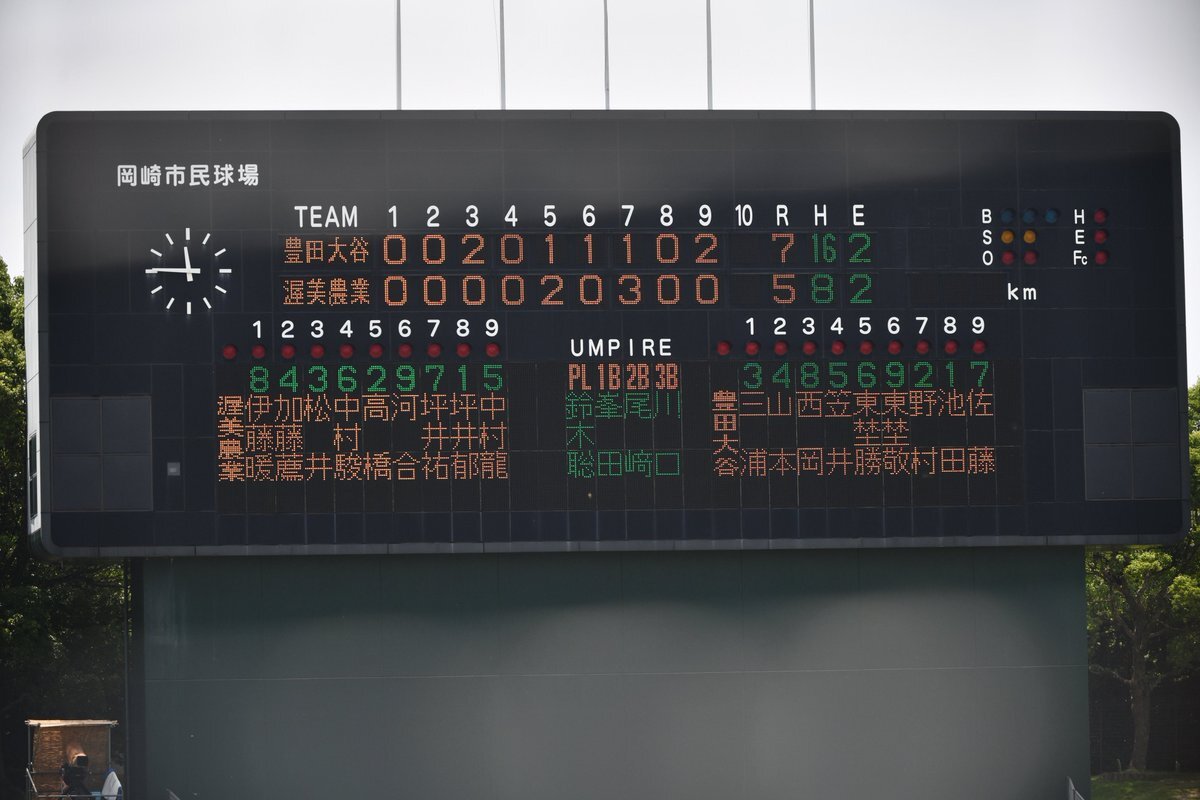 岡崎市民球場
TEAM 1 2 3 4 5 6 7 8 9 10 R H E
豊田大谷 0 0 2 0 1 1 1 0 2 7 16 2
渥美農業 0 0 0 0 2 0 3 0 0 5 8 2
B
S
O
H
E
Fc
km
1 2 3 4 5 6 7 8 9
8 4 3 6 2 9 7 1 5
渥美農業
伊藤暖
加藤薦
松井
中村駿
高橋
河合
坪井祐
坪井郁
中村龍
UMPIRE
PL 1B 2B 3B
鈴木聡
峯田
尾崎
川口
1 2 3 4 5 6 7 8 9
3 4 8 5 6 9 2 1 7
豊田大谷
三浦
山本
西岡
笠井
東埜勝
東埜敬
野村
池田
佐藤